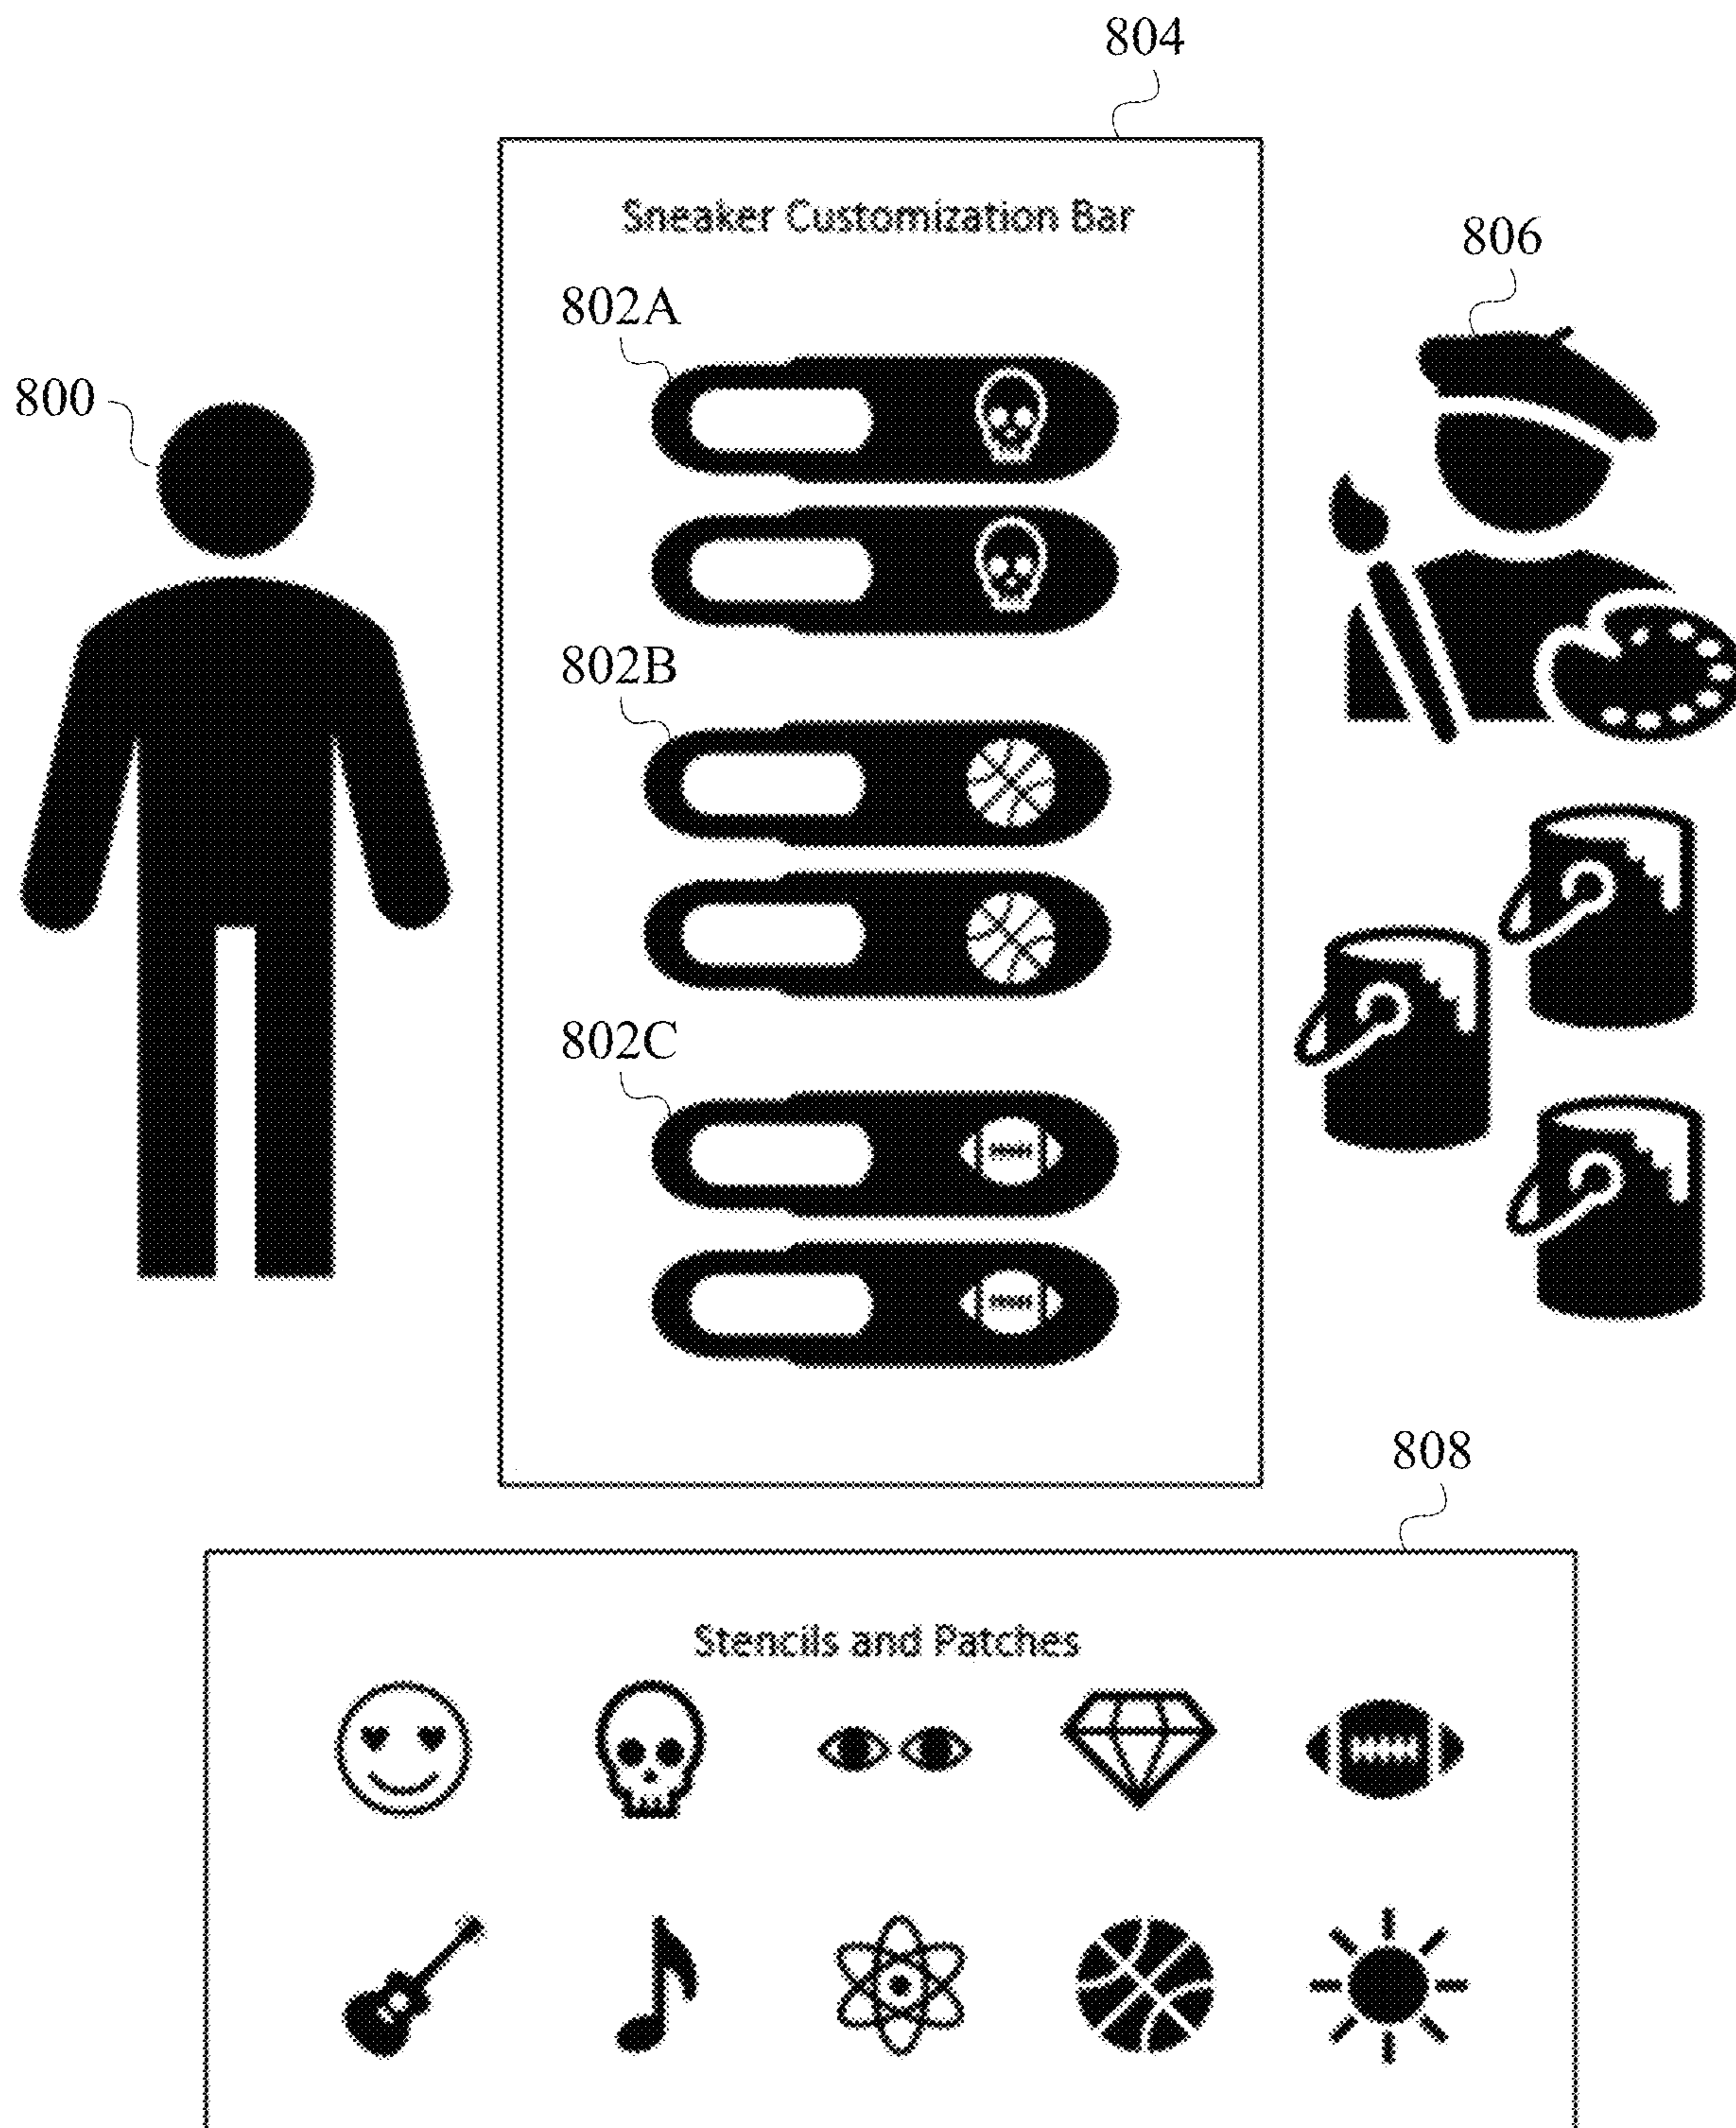 804
Sneaker Customization Bar
806
802A
800
802B
802C
808
Stencils and Patches